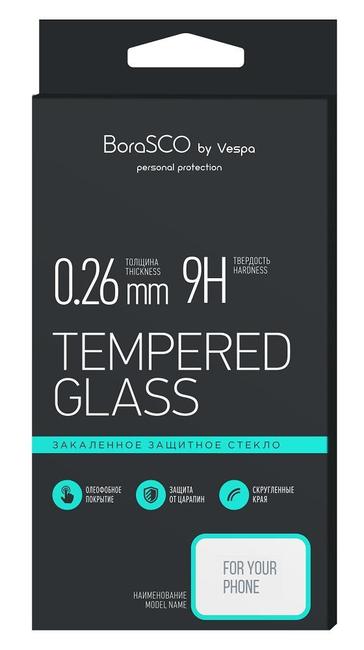 BoraSCO by Vespa
personal protection
0.26 mm
ТОЛЩИНА
THICKNESS
9H
ТВЕРДОСТЬ
HARDNESS
TEMPERED
GLASS
ЗАКАЛЕННОЕ ЗАЩИТНОЕ СТЕКЛО
ОЛЕОФОБНОЕ
ПОКРЫТИЕ
ЗАЩИТА
ОТ ЦАРАПИН
СКРУГЛЕННЫЕ
КРАЯ
НАИМЕНОВАНИЕ
MODEL NAME
FOR YOUR
PHONE